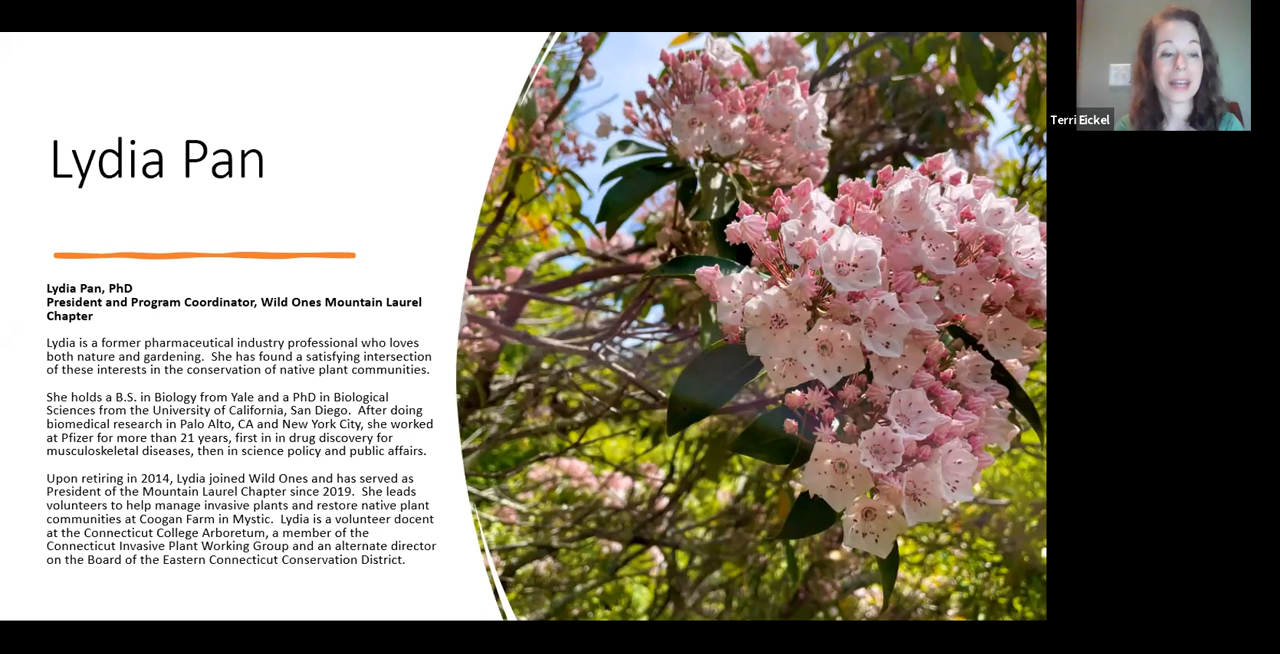 Lydia Pan
Lydia Pan, PhD
President and Program Coordinator, Wild Ones Mountain Laurel
Chapter
Lydia is a former pharmaceutical industry professional who loves
both nature and gardening.  She has found a satisfying intersection
of these interests in the conservation of native plant communities.
She holds a B.S. in Biology from Yale and a PhD in Biological
Sciences from the University of California, San Diego.  After doing
biomedical research in Palo Alto, CA and New York City, she worked
at Pfizer for more than 21 years, first in in drug discovery for
musculoskeletal diseases, then in science policy and public affairs.
Upon retiring in 2014, Lydia joined Wild Ones and has served as
President of the Mountain Laurel Chapter since 2019.  She leads
volunteers to help manage invasive plants and restore native plant
communities at Coogan Farm in Mystic.  Lydia is a volunteer docent
at the Connecticut College Arboretum, a member of the
Connecticut Invasive Plant Working Group and an alternate director
on the Board of the Eastern Connecticut Conservation District.
Terri Eickel